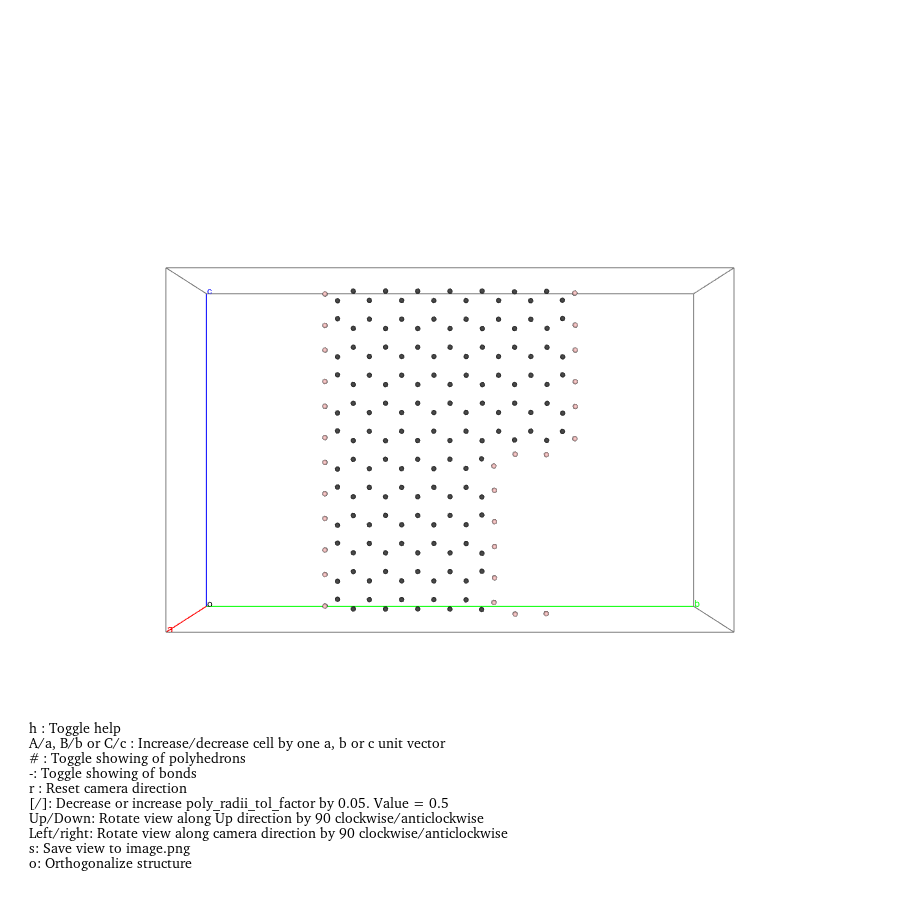 c
o
b
a
h : Toggle help
A/a, B/b or C/c : Increase/decrease cell by one a, b or c unit vector
# : Toggle showing of polyhedrons
-: Toggle showing of bonds
r : Reset camera direction
[/]: Decrease or increase poly_radii_tol_factor by 0.05. Value = 0.5
Up/Down: Rotate view along Up direction by 90 clockwise/anticlockwise
Left/right: Rotate view along camera direction by 90 clockwise/anticlockwise
s: Save view to image.png
o: Orthogonalize structure